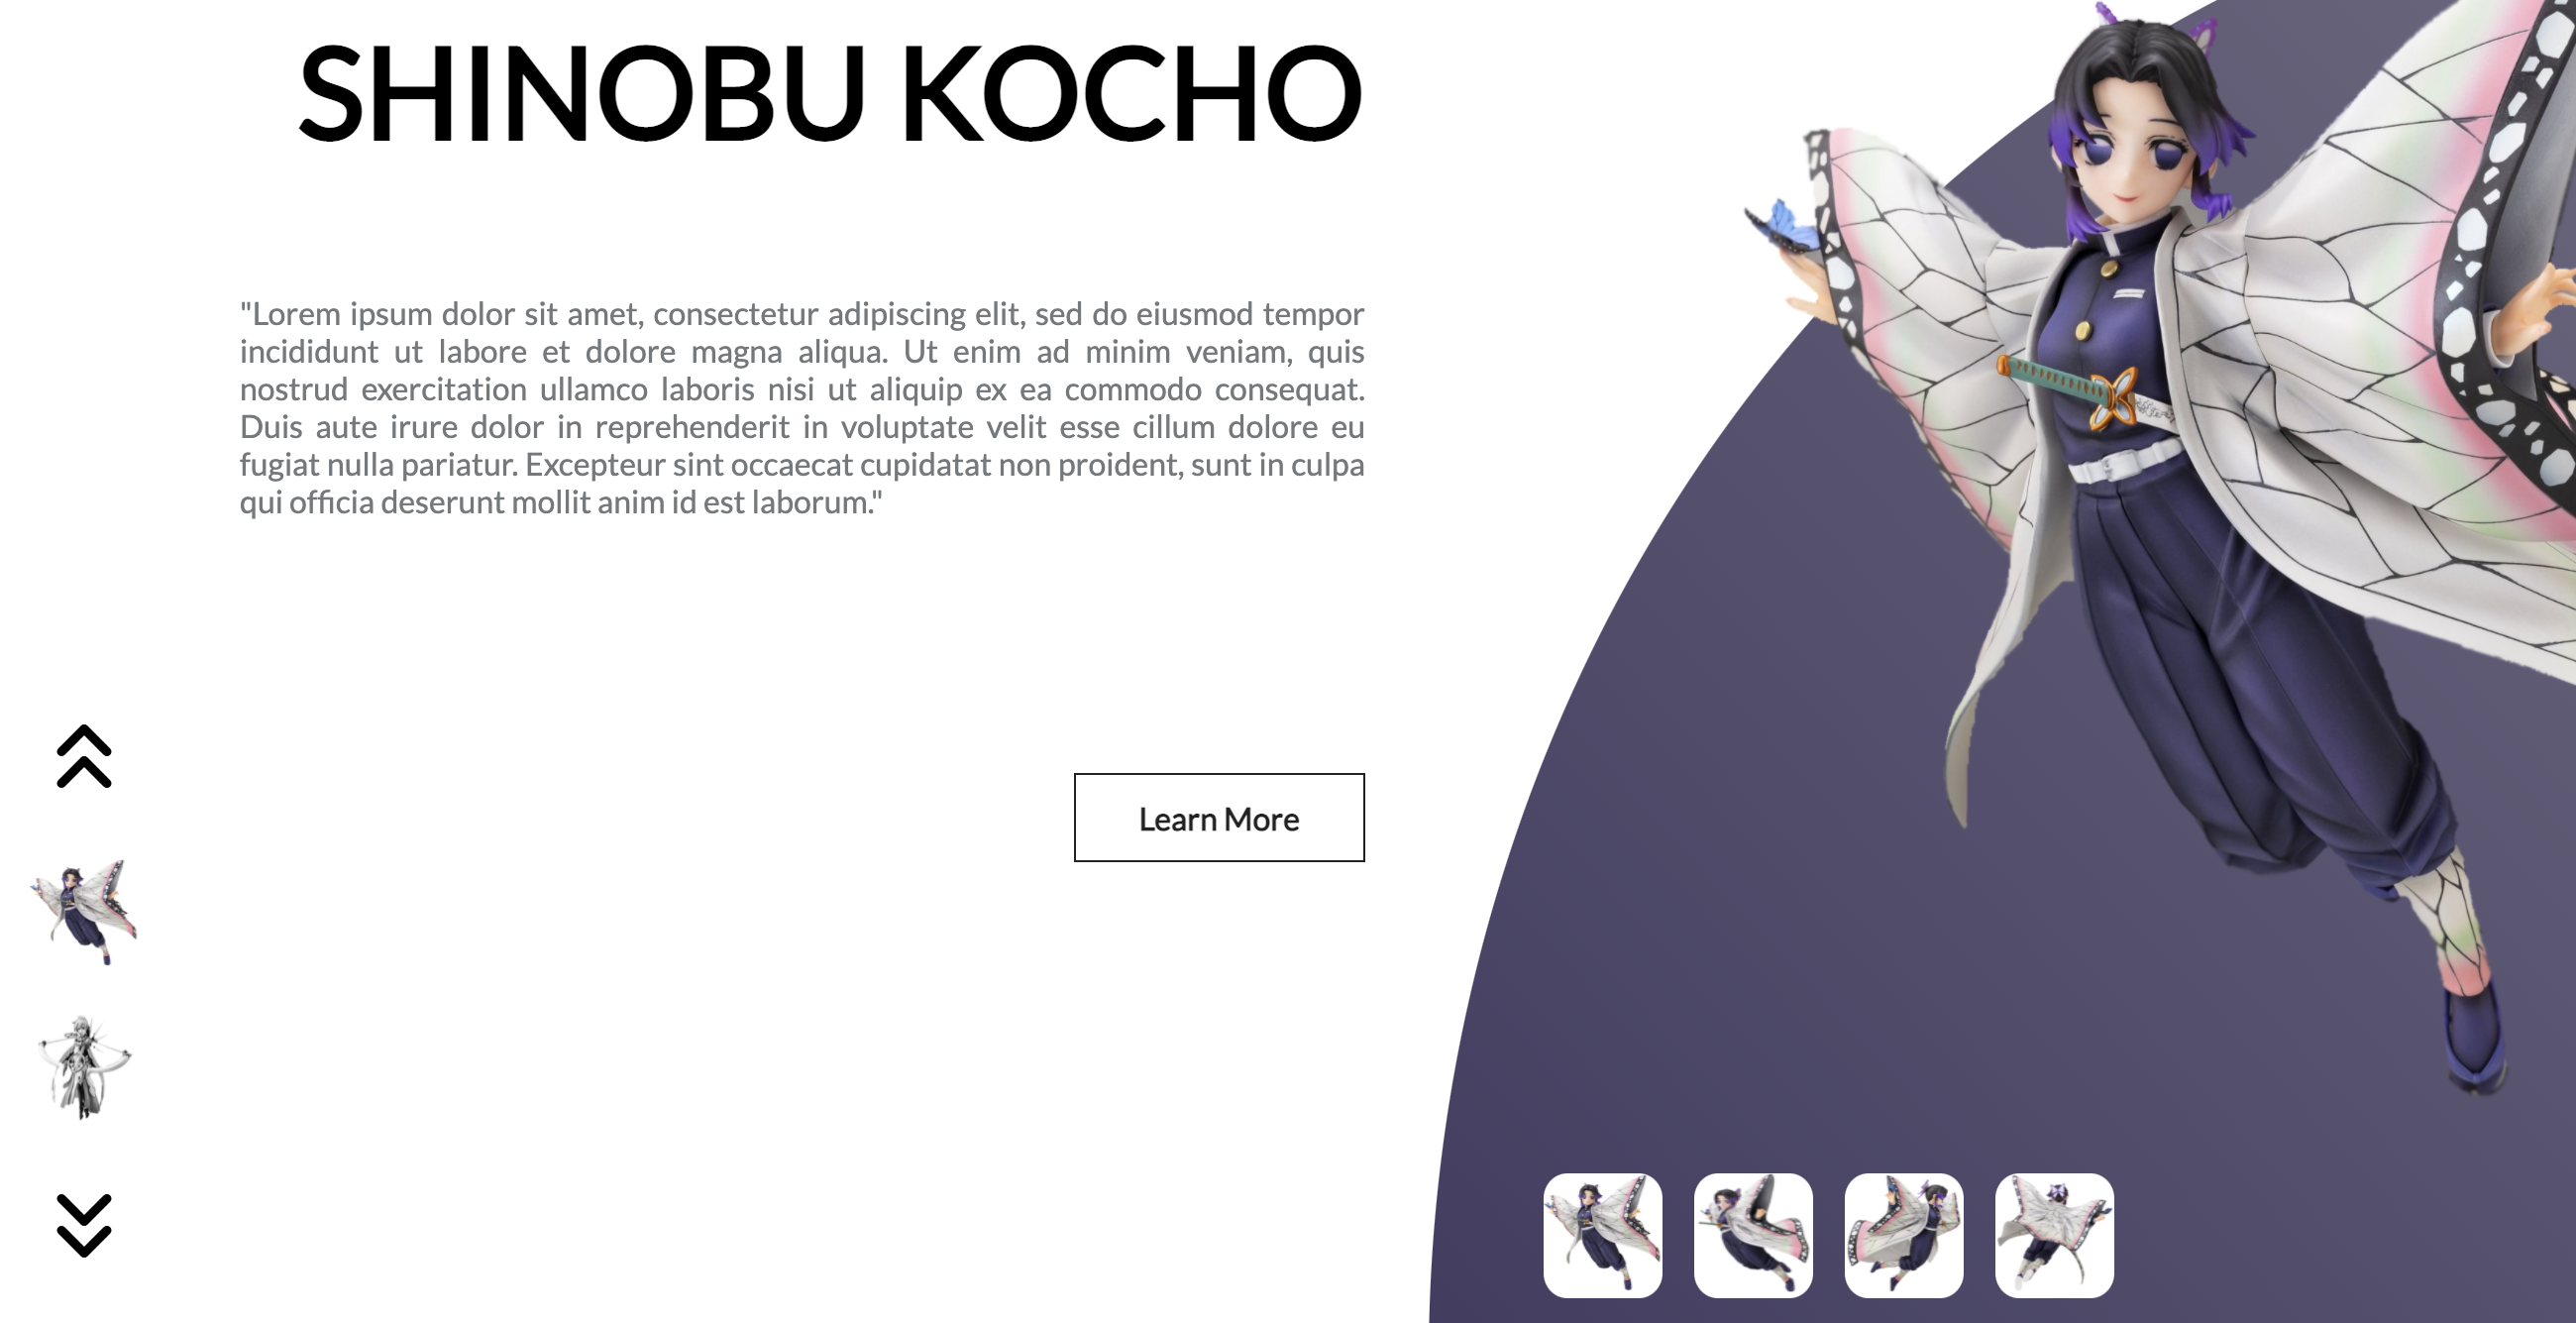 SHINOBU KOCHO
"Lorem ipsum dolor sit amet, consectetur adipiscing elit, sed do eiusmod tempor
incididunt ut labore et dolore magna aliqua. Ut enim ad minim veniam, quis
nostrud exercitation ullamco laboris nisi ut aliquip ex ea commodo consequat.
Duis aute irure dolor in reprehenderit in voluptate velit esse cillum dolore eu
fugiat nulla pariatur. Excepteur sint occaecat cupidatat non proident, sunt in culpa
qui officia deserunt mollit anim id est laborum."
Learn More